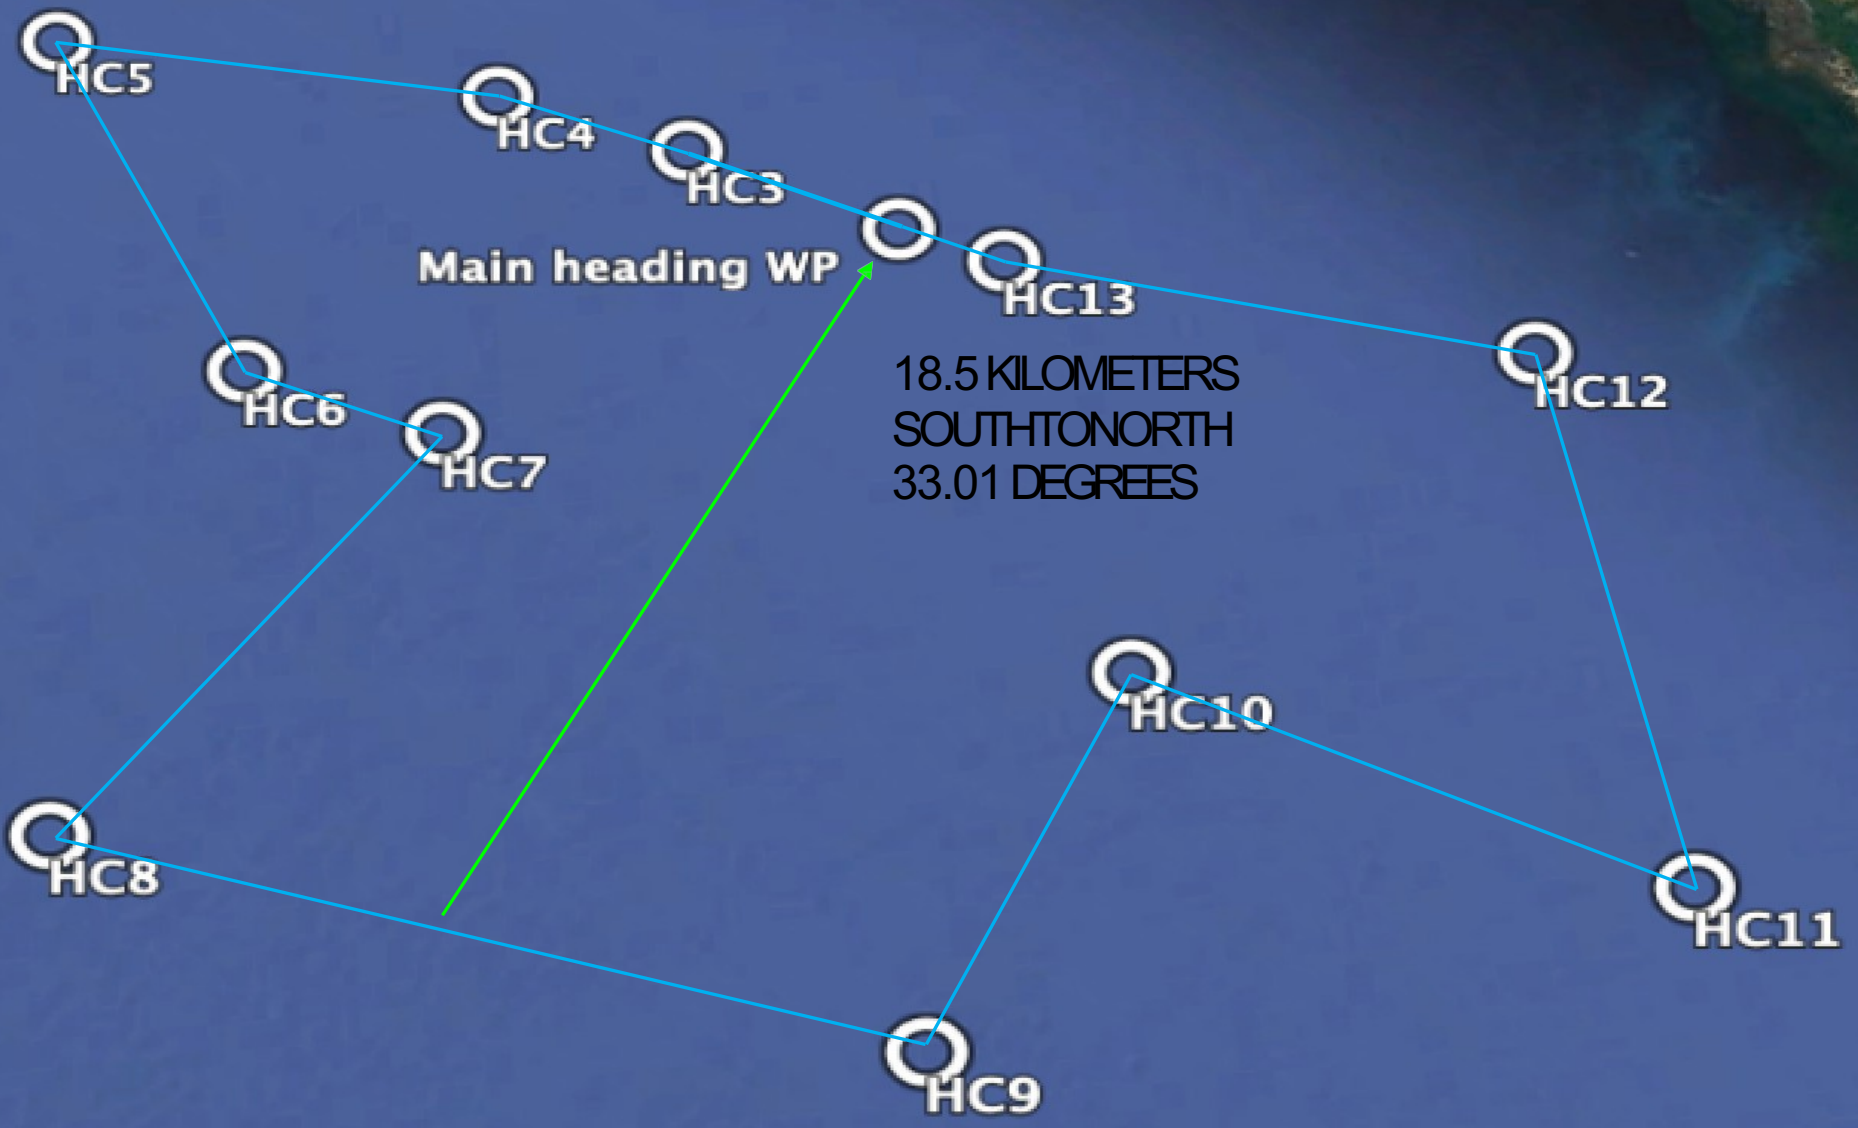 HC5
HC4
HC3
Main heading WP
HC13
18.5 KILOMETERS
SOUTHTONORTH
33.01 DEGREES
HC12
HC6
HC7
HC10
HC8
HC11
HC9